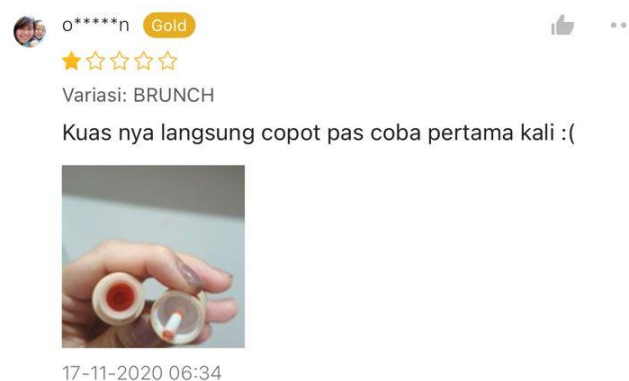 o*****n Gold
Variasi: BRUNCH
Kuas nya langsung copot pas coba pertama kali :(
17-11-2020 06:34